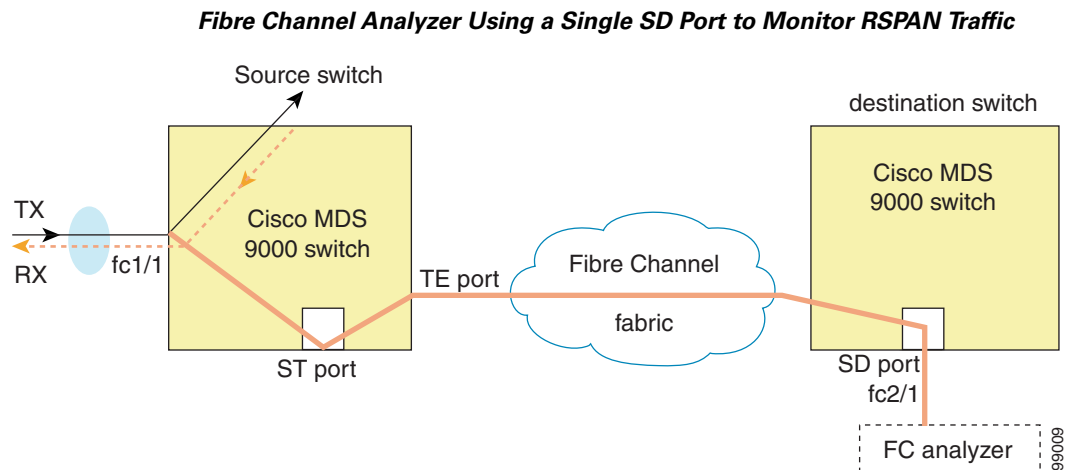 Fibre Channel Analyzer Using a Single SD Port to Monitor RSPAN Traffic
Source switch
destination switch
Cisco MDS
9000 switch
TX
RX
fc1/1
Cisco MDS
9000 switch
TE port
Fibre Channel
fabric
ST port
SD port
fc2/1
FC analyzer
99009